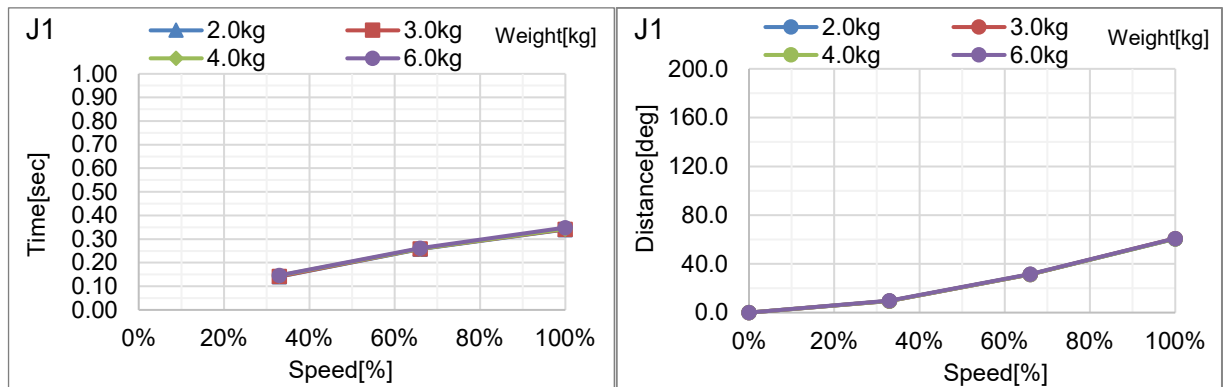 J1
2.0kg 3.0kg
4.0kg 6.0kg
Weight[kg]
Time[sec]
1.00
0.90
0.80
0.70
0.60
0.50
0.40
0.30
0.20
0.10
0.00
0% 20% 40% 60% 80% 100%
Speed[%]
J1
2.0kg 3.0kg
4.0kg 6.0kg
Weight[kg]
Distance[deg]
200.0
160.0
120.0
80.0
40.0
0.0
0% 20% 40% 60% 80% 100%
Speed[%]